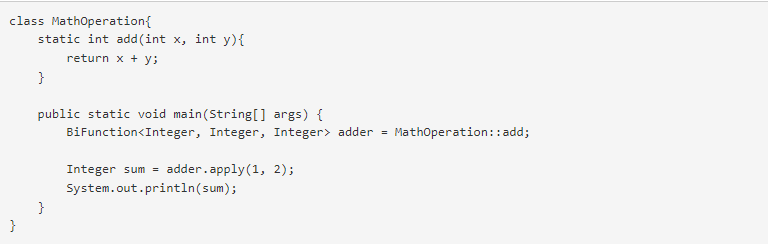 class MathOperation{
    static int add(int x, int y){
        return x + y;
    }

    public static void main(String[] args) {
        BiFunction<Integer, Integer, Integer> adder = MathOperation::add;

        Integer sum = adder.apply(1, 2);
        System.out.println(sum);
    }
}